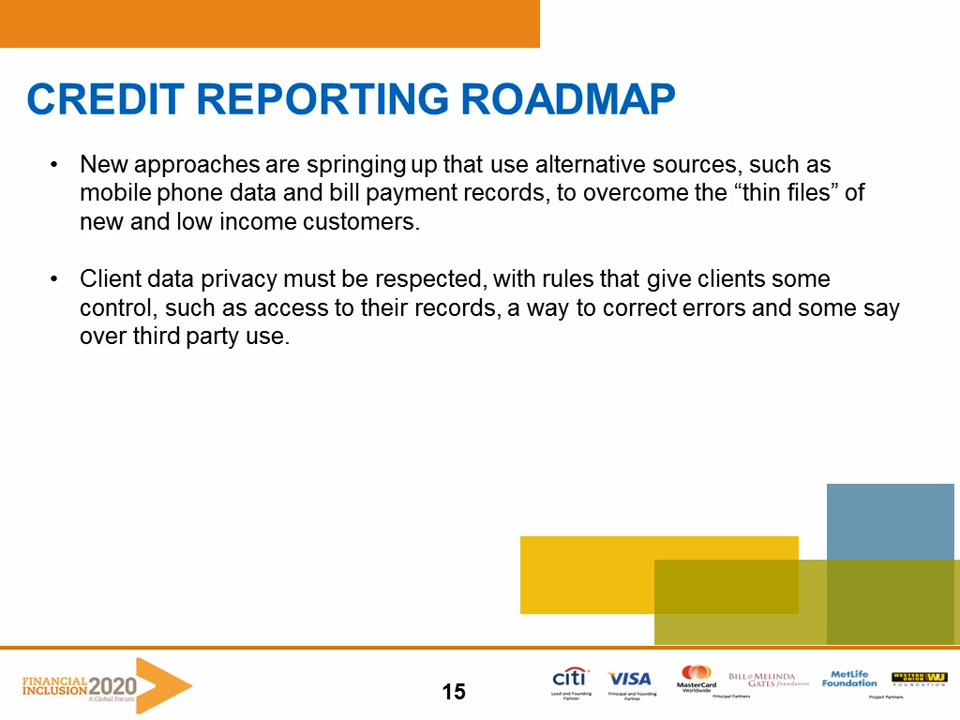 CREDIT REPORTING ROADMAP
• New approaches are springing up that use alternative sources, such as
mobile phone data and bill payment records, to overcome the “thin files” of
new and low income customers.
• Client data privacy must be respected, with rules that give clients some
control, such as access to their records, a way to correct errors and some say
over third party use.
FINANCIAL
INCLUSION 2020
A Global Forum
15
citi
Lead and Founding
Partner
VISA
Principal and Founding
Partner
MasterCard
Worldwide
BILL & MELINDA
GATES foundation
Principal Partners
MetLife
Foundation
WESTERN
UNION WU
FOUNDATION
Project Partners